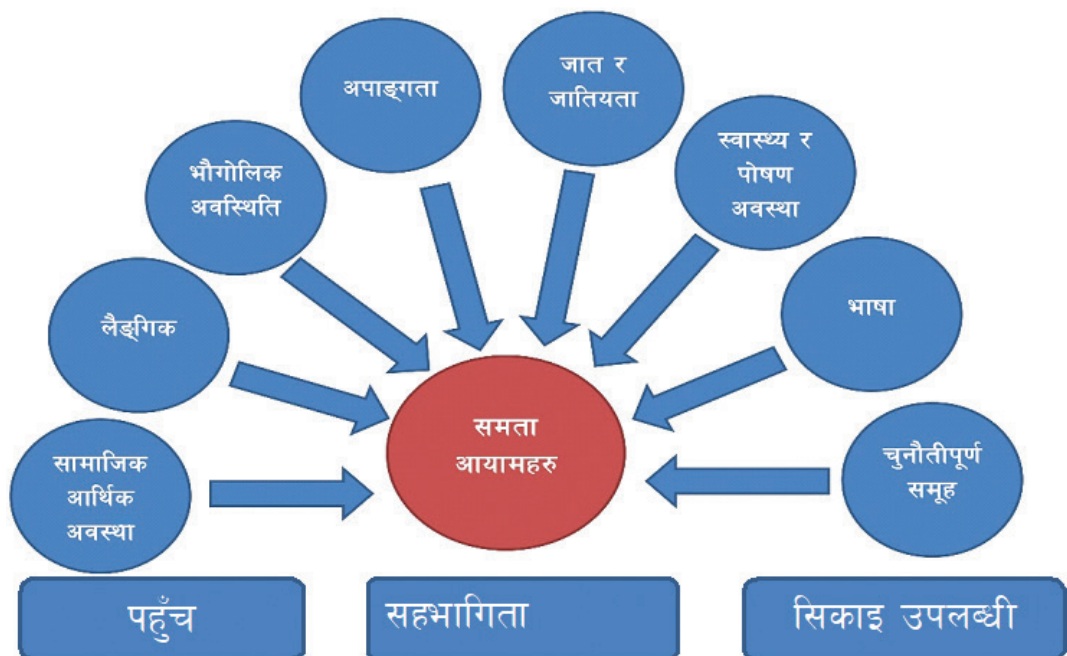 सामाजिक
आर्थिक
अवस्था
लैङ्गिक
भौगोलिक
अवस्थिति
अपाङ्गता
जात र
जातियता
स्वास्थ्य र
पोषण
अवस्था
भाषा
चुनौतीपूर्ण
समूह
समता
आयामहरु
पहुँच
सहभागिता
सिकाइ उपलब्धी